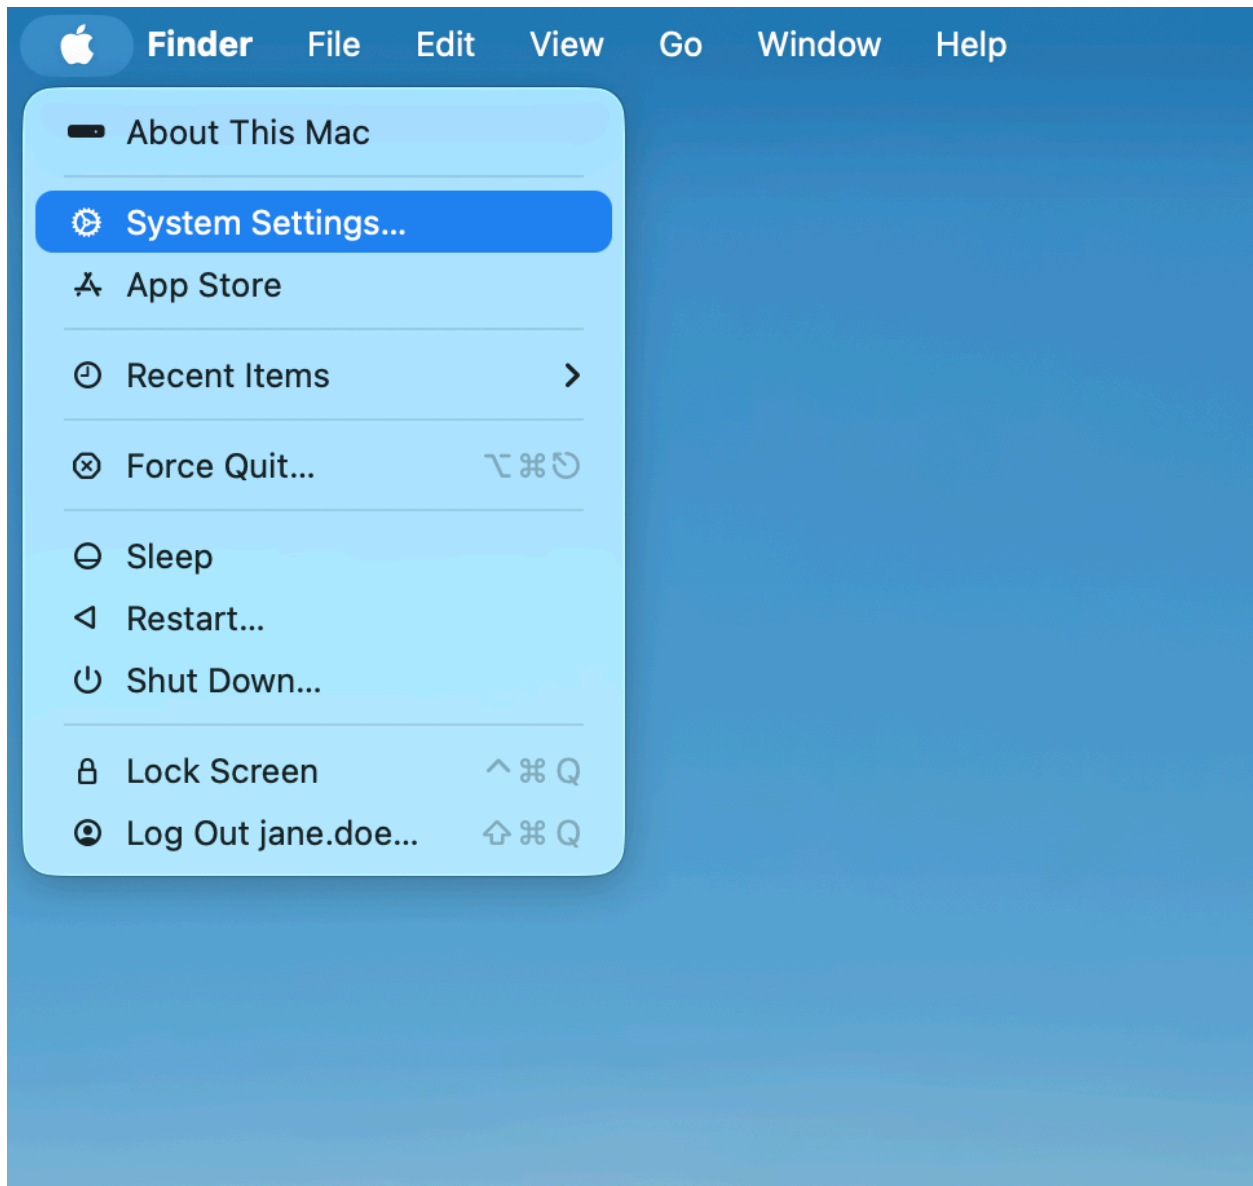 Finder File Edit View Go Window Help
About This Mac
System Settings...
App Store
Recent Items
Force Quit... ⌥⌘⎋
Sleep
Restart...
Shut Down...
Lock Screen ^⌘Q
Log Out jane.doe... ⇧⌘Q